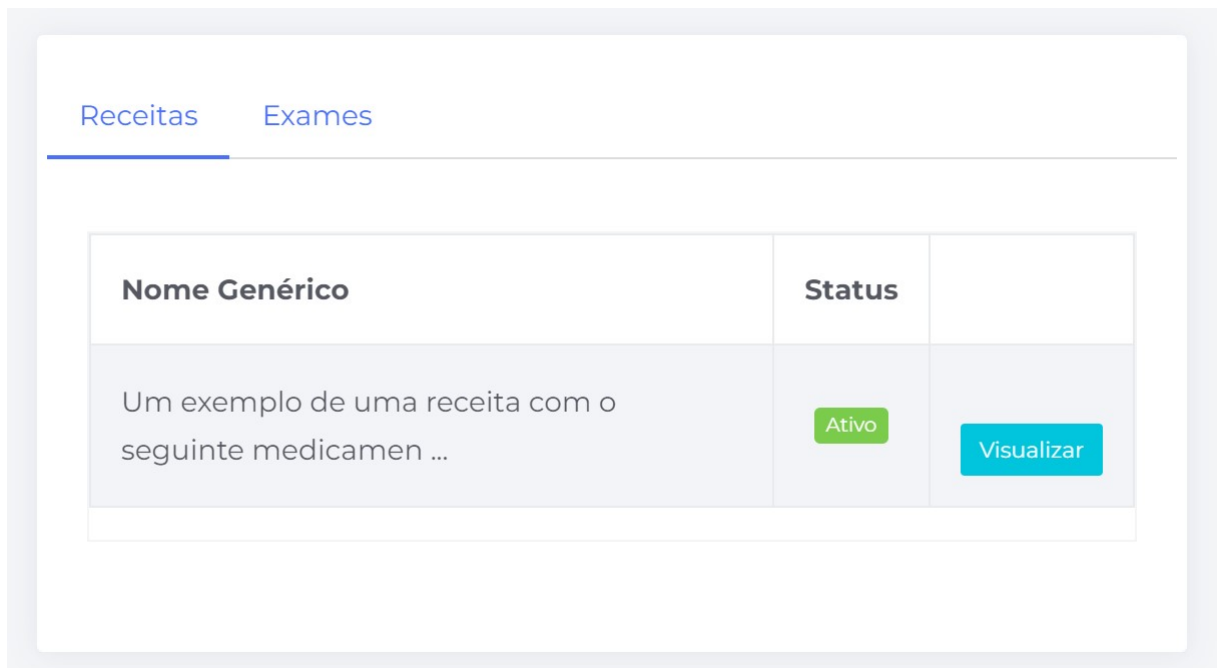 Receitas Exames
Nome Genérico Status
Um exemplo de uma receita com o
seguinte medicamen ...
Ativo
Visualizar